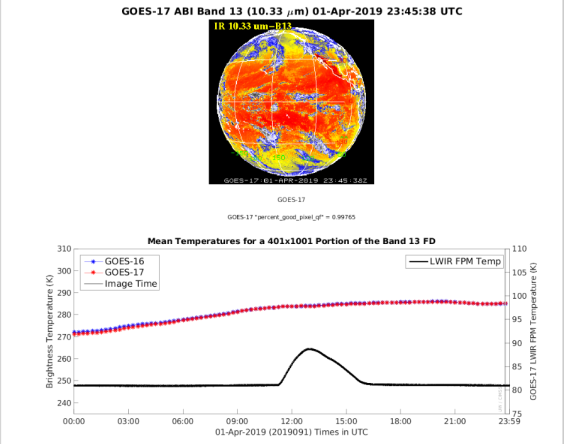 GOES-17 ABI Band 13 (10.33 μm) 01-Apr-2019 23:45:38 UTC
IR 10.33 um-B13
GOES-17:01-APR-2019 23:45:38Z
GOES-17
GOES-17 "percent_good_pixel_qf" = 0.99765
Mean Temperatures for a 401x1001 Portion of the Band 13 FD
GOES-16
GOES-17
Image Time
LWIR FPM Temp
Brightness Temperature (K)
310
300
290
280
270
260
250
240
GOES-17 LWIR FPM Temperature (K)
110
105
100
95
90
85
80
75
00:00 03:00 06:00 09:00 12:00 15:00 18:00 21:00 23:59
01-Apr-2019 (2019091) Times in UTC